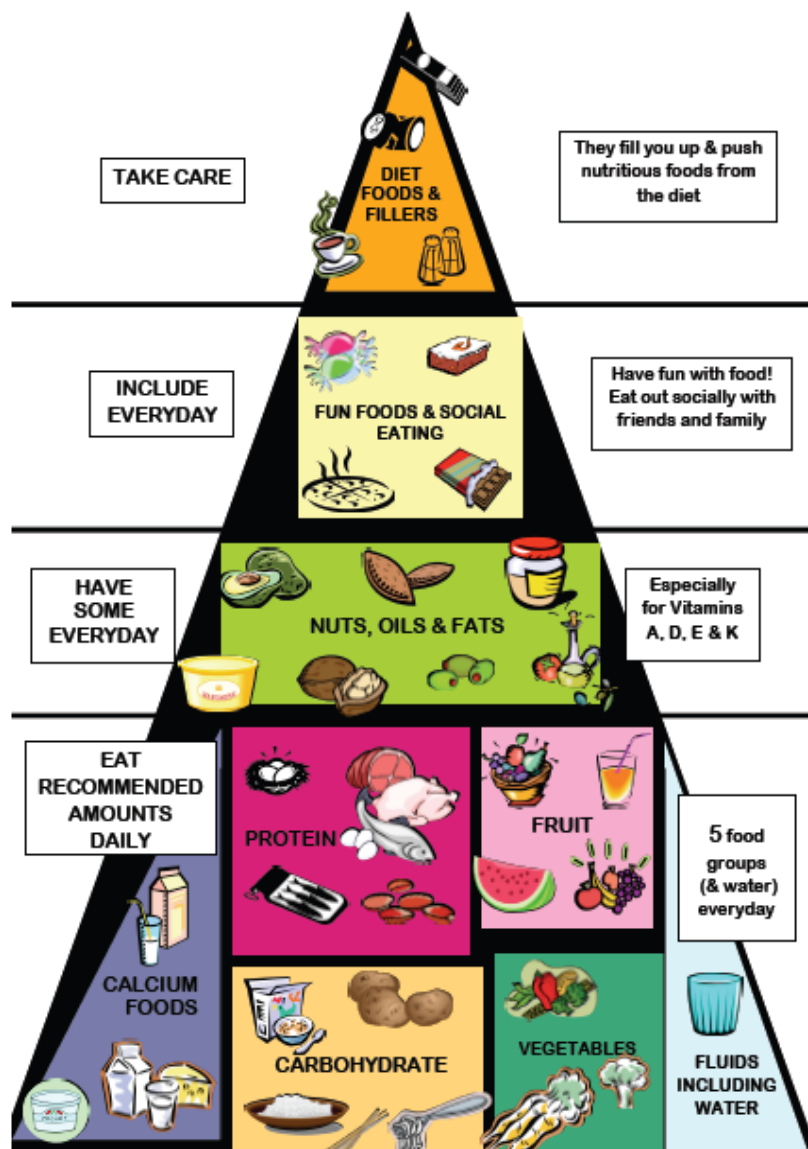 TAKE CARE
DIET
FOODS &
FILLERS
They fill you up & push
nutritious foods from
the diet
INCLUDE
EVERYDAY
FUN FOODS & SOCIAL
EATING
Have fun with food!
Eat out socially with
friends and family
HAVE
SOME
EVERYDAY
NUTS, OILS & FATS
Especially
for Vitamins
A, D, E & K
EAT
RECOMMENDED
AMOUNTS
DAILY
PROTEIN
FRUIT
5 food
groups
(& water)
everyday
CALCIUM
FOODS
CARBOHYDRATE
VEGETABLES
FLUIDS
INCLUDING
WATER